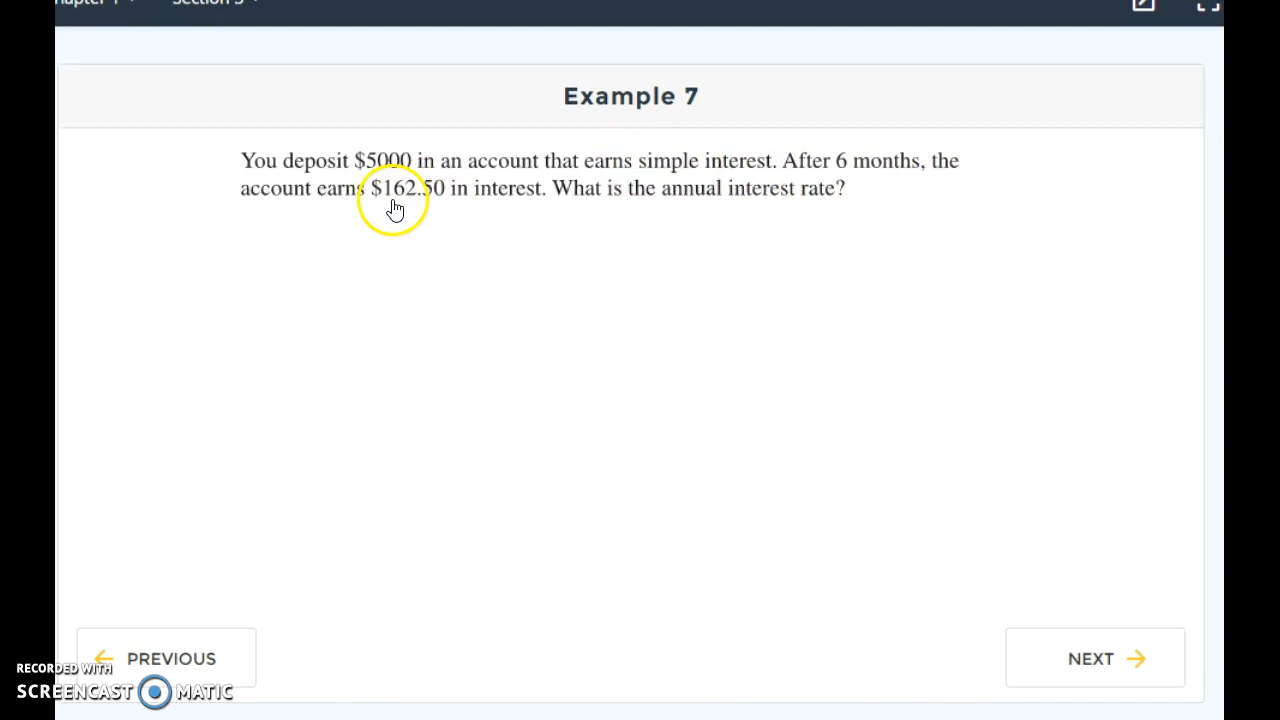 Example 7
You deposit $5000 in an account that earns simple interest. After 6 months, the
account earns $162.50 in interest. What is the annual interest rate?
PREVIOUS
NEXT
RECORDED WITH
SCREENCAST MATIC